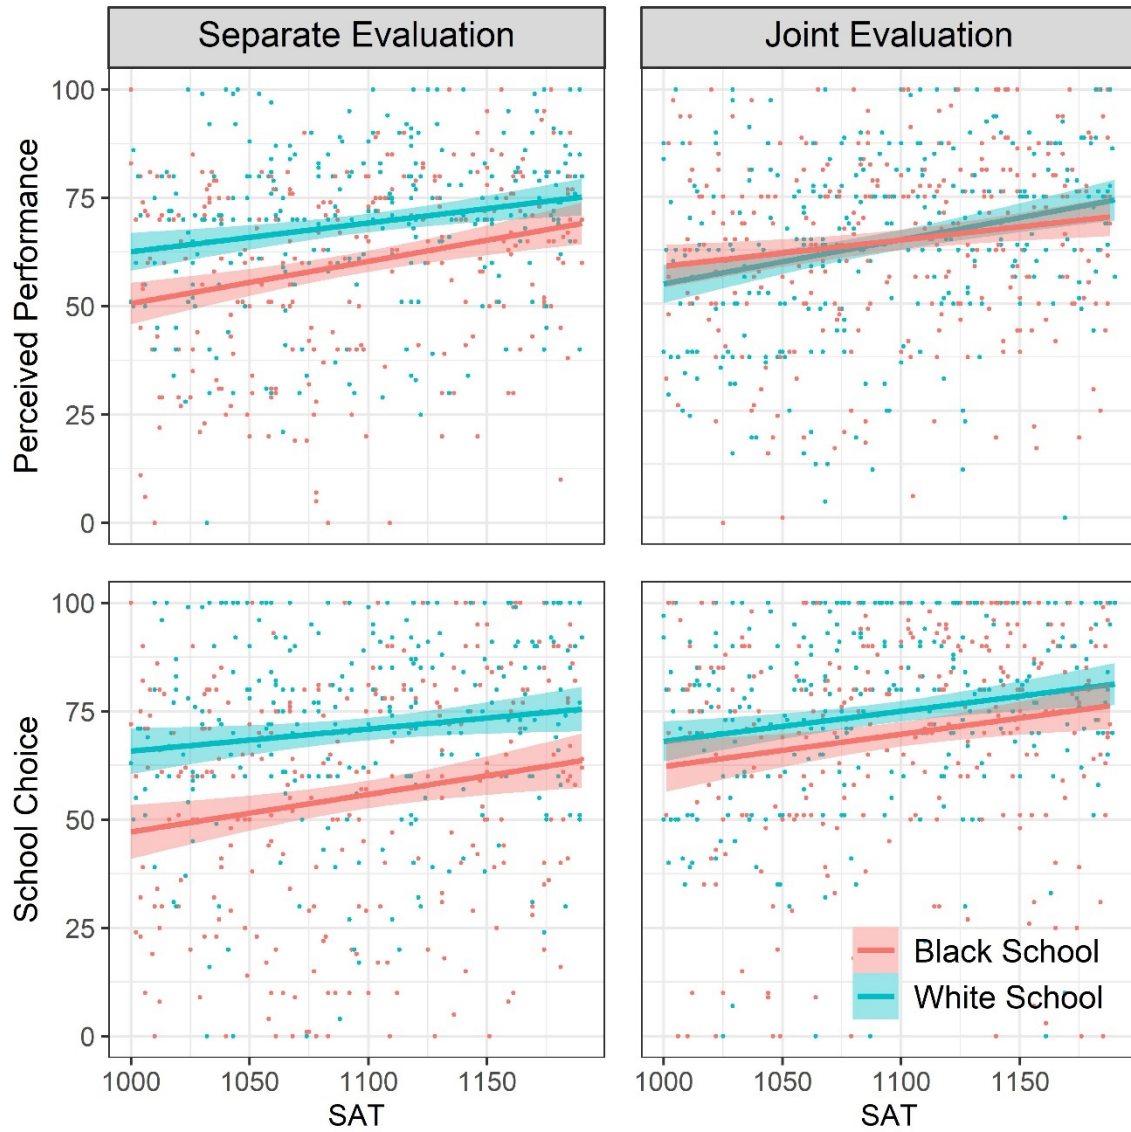 Separate Evaluation
Joint Evaluation
Perceived Performance
100
75
50
25
0
School Choice
100
75
50
25
0
Black School
White School
1000 1050 1100 1150
SAT
1000 1050 1100 1150
SAT